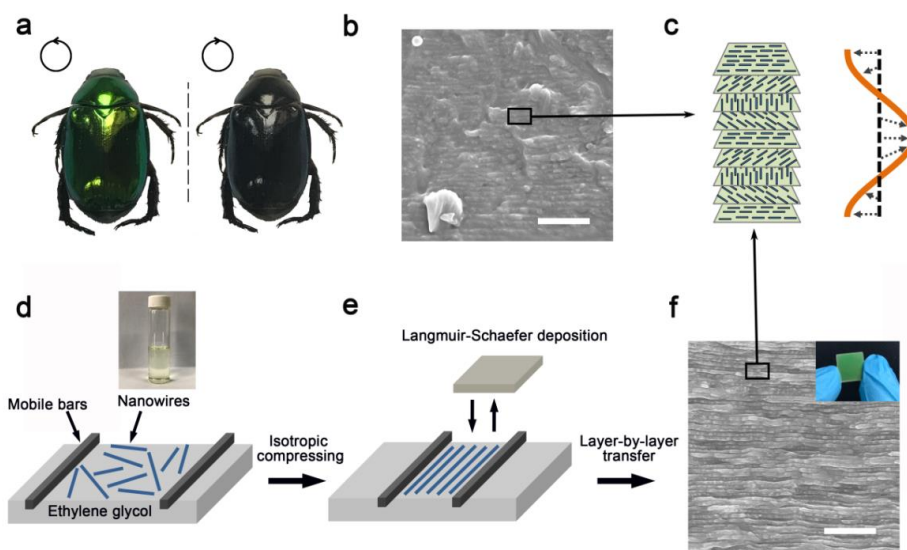 a
b
c
d
e
f
Langmuir-Schaefer deposition
Mobile bars
Nanowires
Isotropic
compressing
Layer-by-layer
transfer
Ethylene glycol